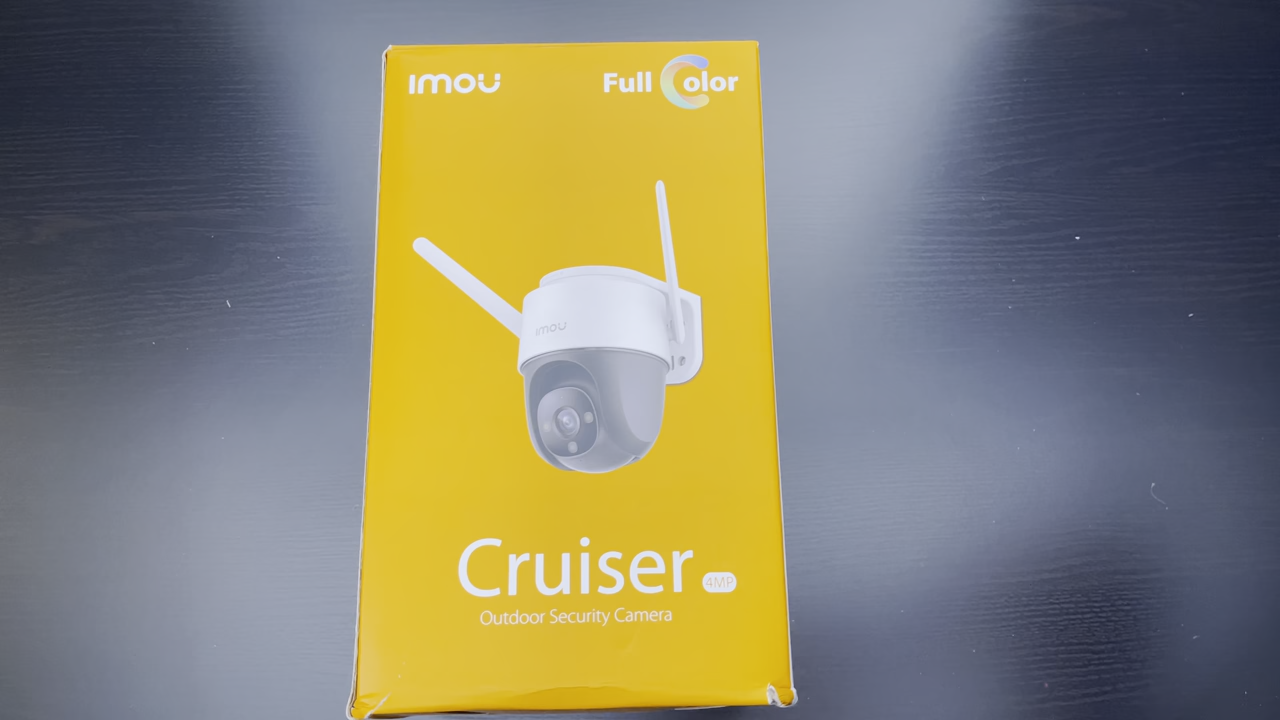 imou
Full Color
imou
Cruiser 4MP
Outdoor Security Camera